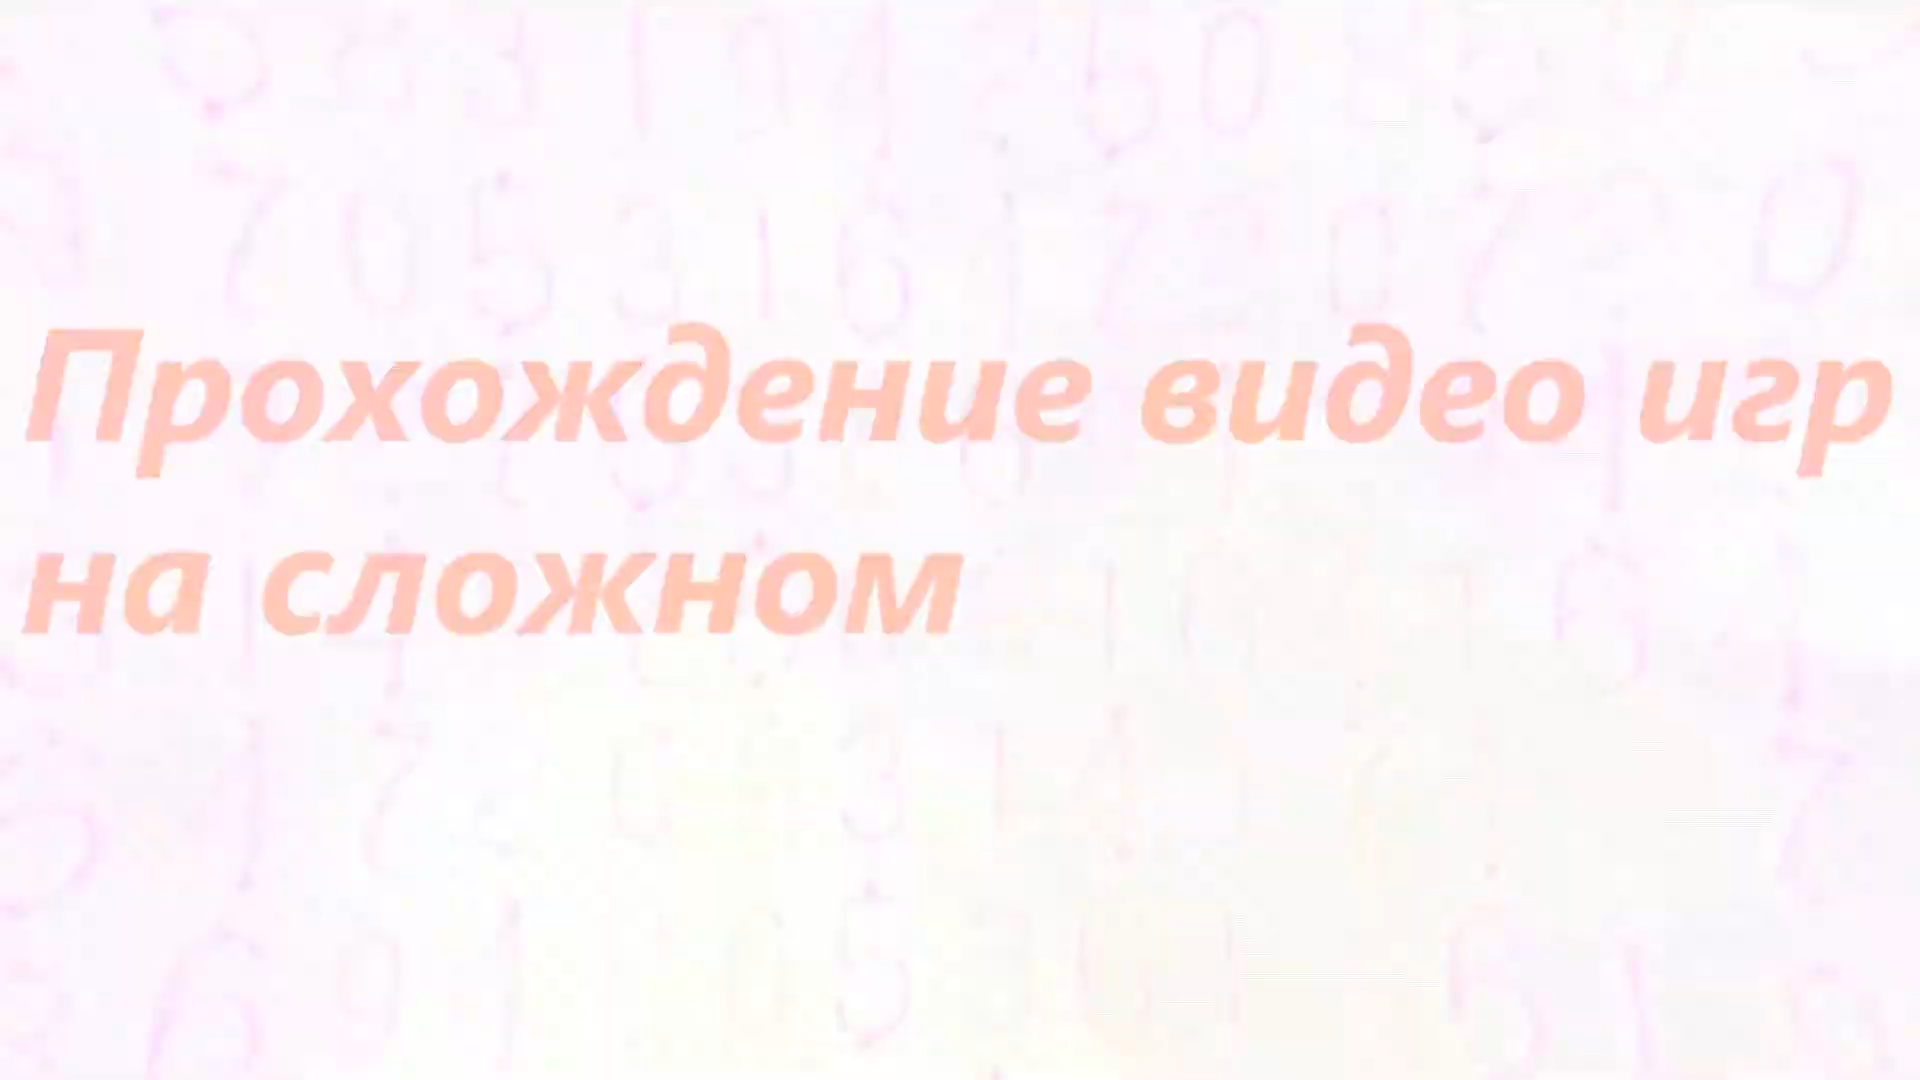 Прохождение видео игр
на сложном